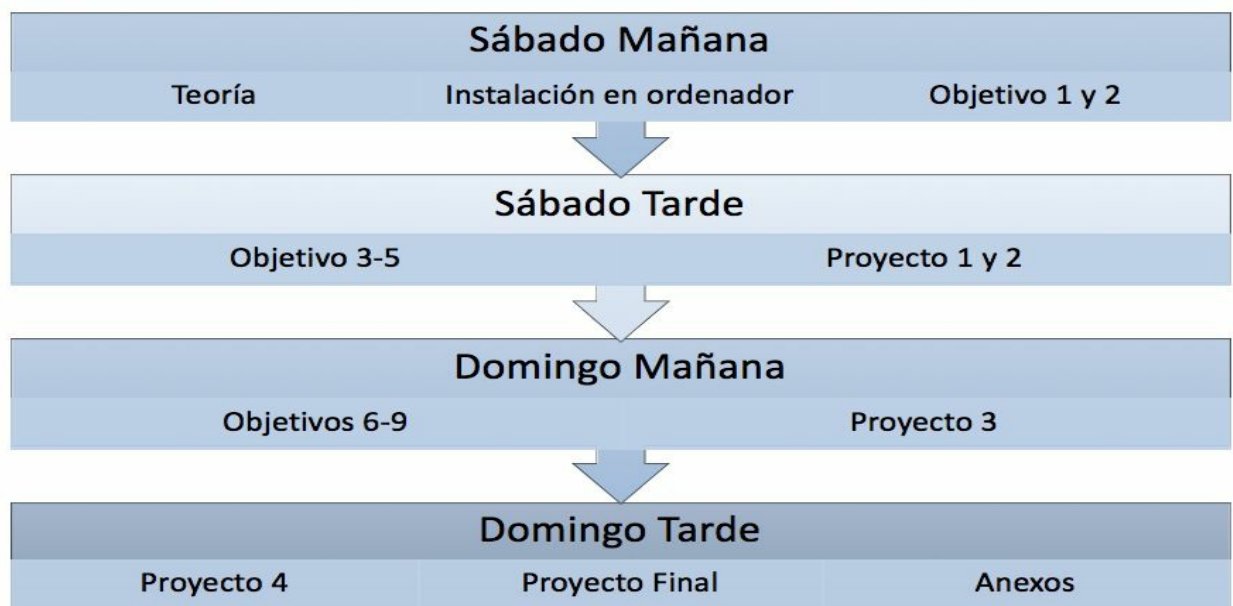 Sábado Mañana
Teoría Instalación en ordenador Objetivo 1 y 2
Sábado Tarde
Objetivo 3-5 Proyecto 1 y 2
Domingo Mañana
Objetivos 6-9 Proyecto 3
Domingo Tarde
Proyecto 4 Proyecto Final Anexos